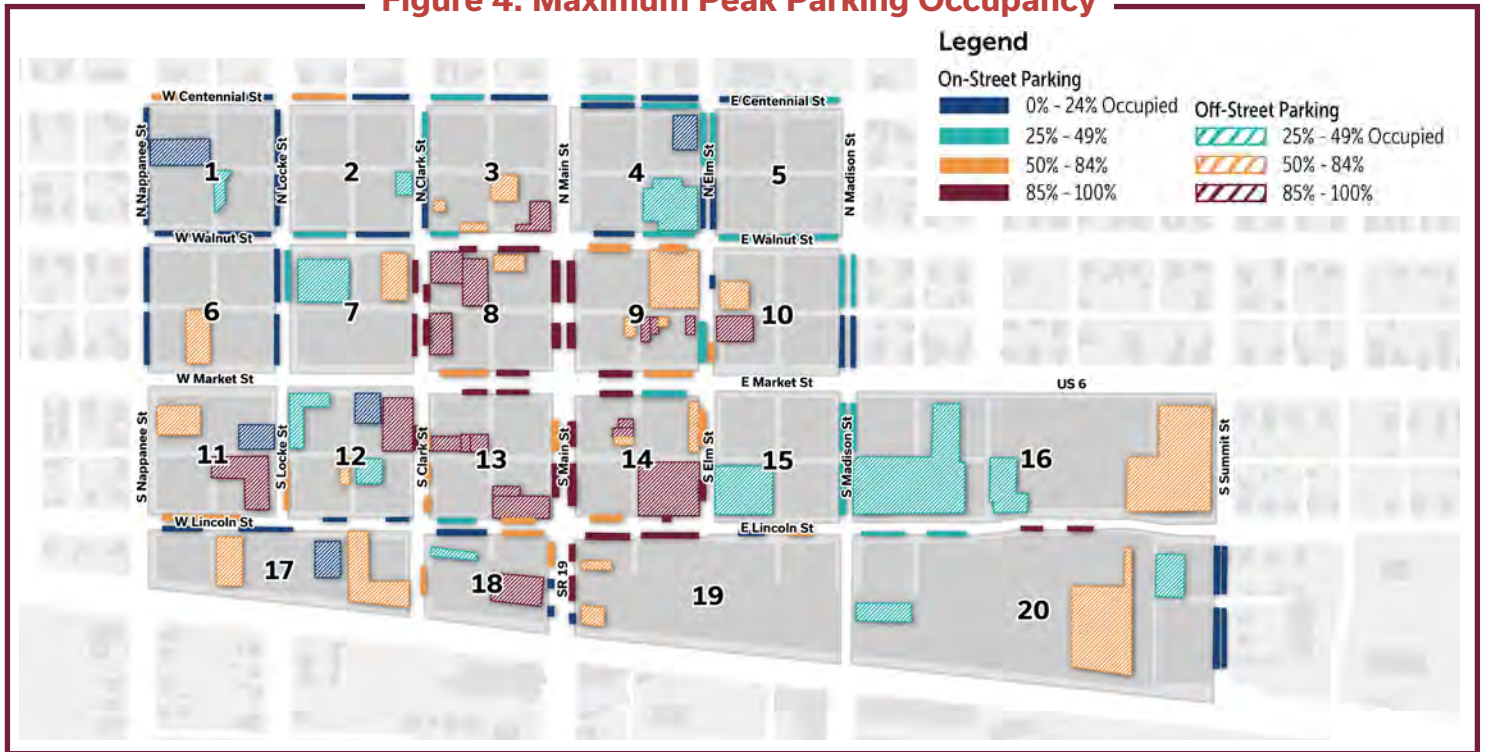 Figure 4. Maximum Peak Parking Occupancy
Legend
On-Street Parking
0% - 24% Occupied
25% - 49%
50% - 84%
85% - 100%
Off-Street Parking
25% - 49% Occupied
50% - 84%
85% - 100%
W Centennial St
E Centennial St
N Nappanee St
N Locke St
N Clark St
N Main St
N Elm St
N Madison St
1
2
3
4
5
W Walnut St
E Walnut St
6
7
8
9
10
W Market St
E Market St
US 6
S Nappanee St
S Locke St
S Clark St
S Main St
S Elm St
S Madison St
S Summit St
11
12
13
14
15
16
W Lincoln St
E Lincoln St
17
18
SR 19
19
20